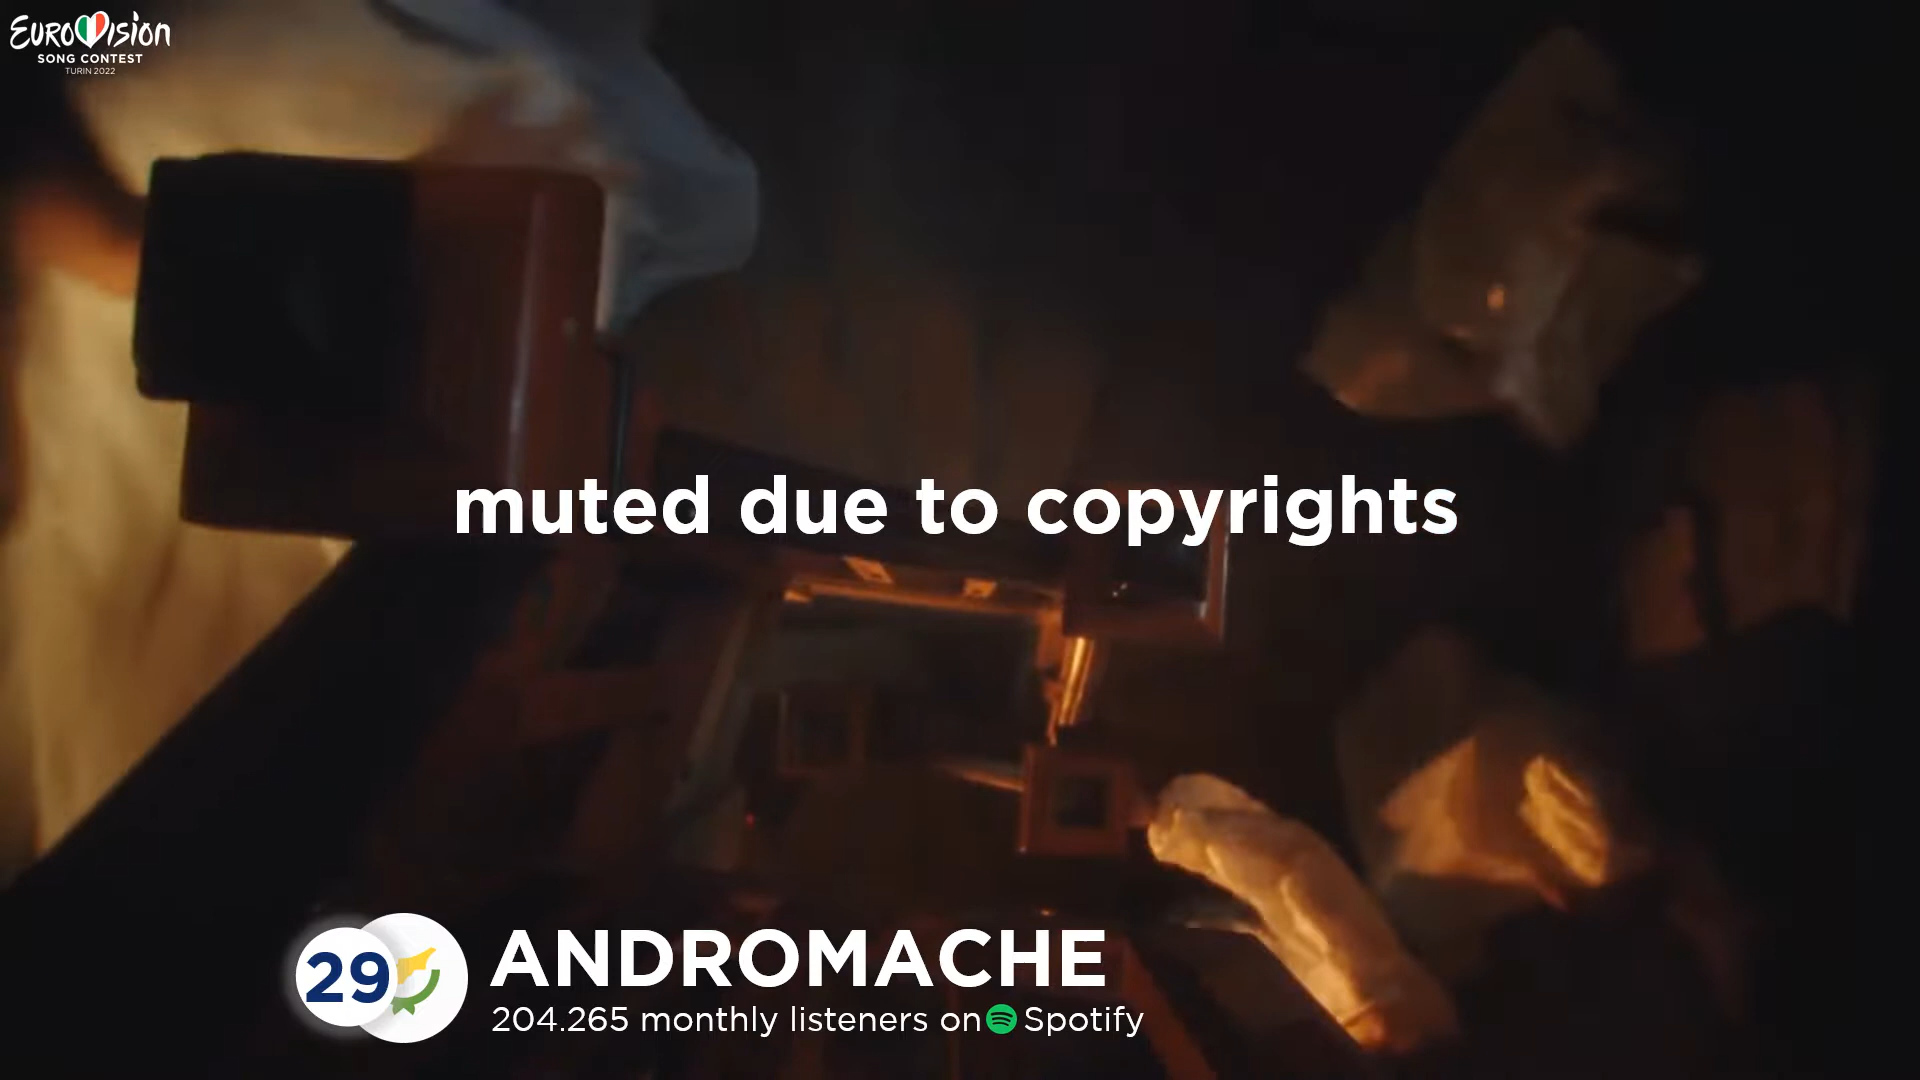 EUROVISION
SONG CONTEST
TURIN 2022
muted due to copyrights
29
ANDROMACHE
204.265 monthly listeners on Spotify